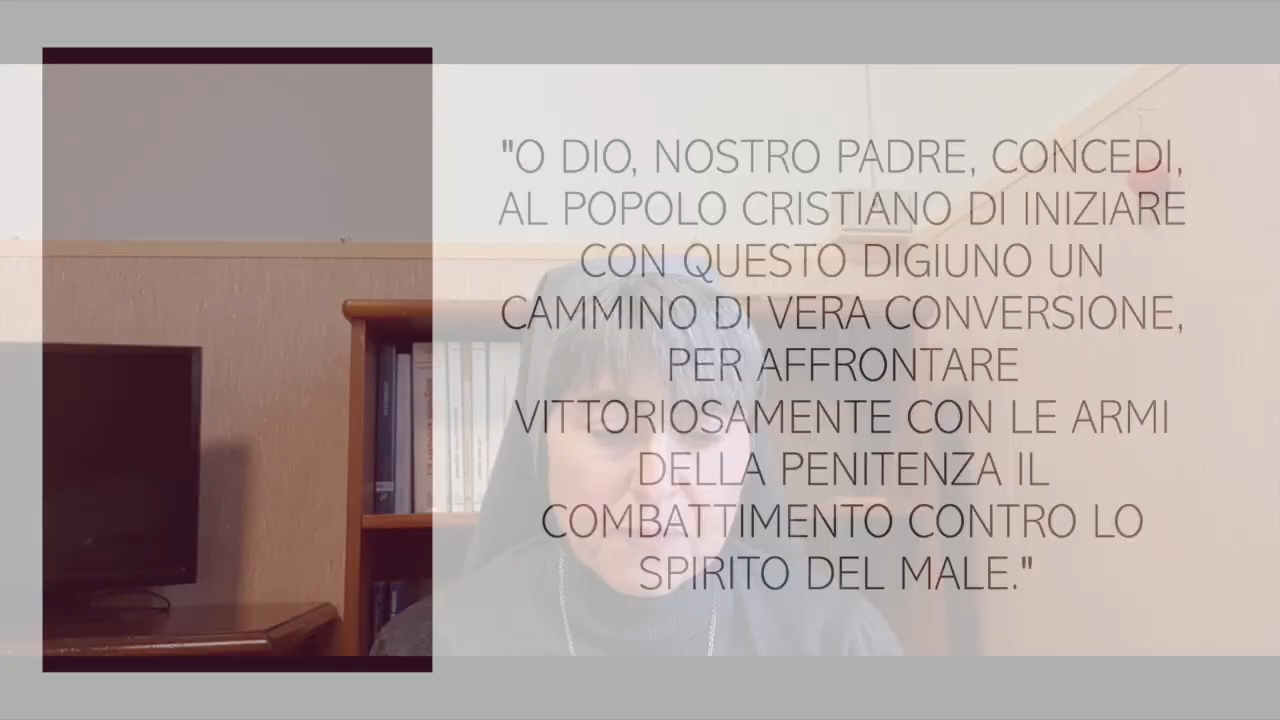 "O DIO, NOSTRO PADRE, CONCEDI,
AL POPOLO CRISTIANO DI INIZIARE
CON QUESTO DIGIUNO UN
CAMMINO DI VERA CONVERSIONE,
PER AFFRONTARE
VITTORIOSAMENTE CON LE ARMI
DELLA PENITENZA IL
COMBATTIMENTO CONTRO LO
SPIRITO DEL MALE."